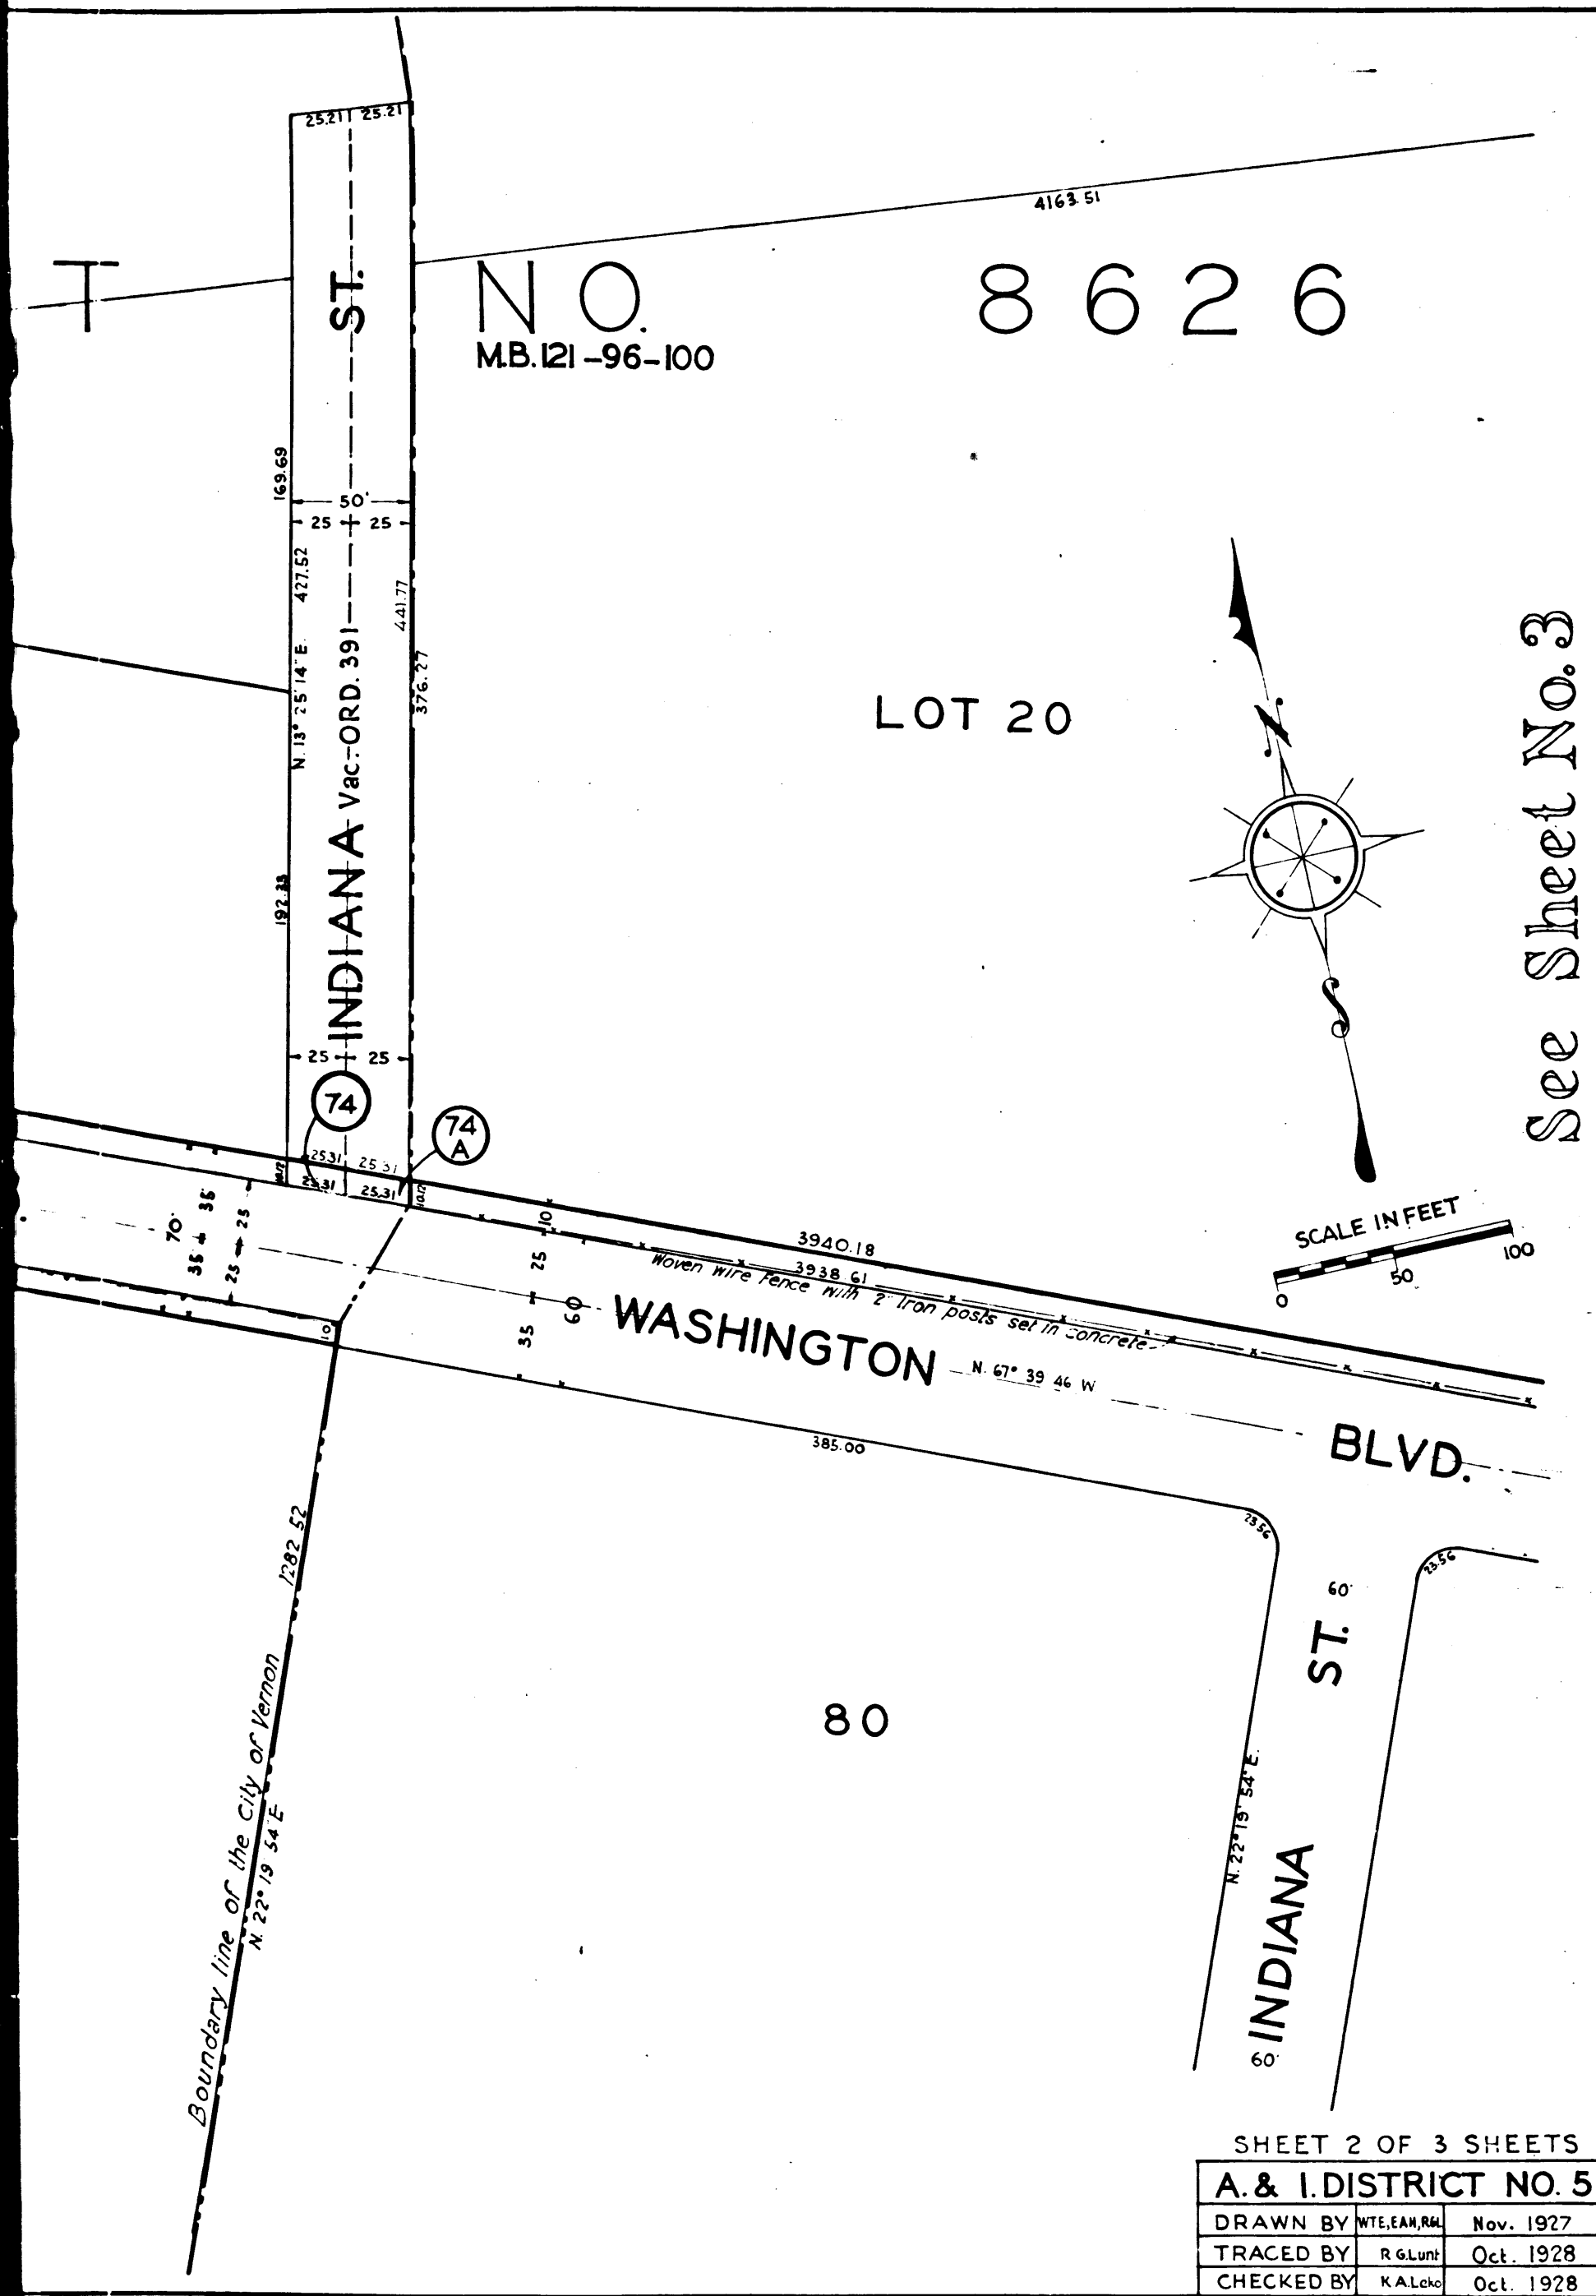 25.21 25.21
4163.51
T NO. 8626
M.B. 121-96-100
ST.
169.69
50'
25 25
427.52
N. 13° 25' 14" E.
441.77
376.27
INDIANA Vac.-ORD. 391
192.23
LOT 20
N
S
See Sheet No. 3
25 25
74
74 A
25.31 25.31
25.31 25.31
10.12
10.12
10
25
35
60
70'
35 35
25 25
10
3940.18
3938.61
Woven wire Fence with 2" Iron posts set in concrete
SCALE IN FEET
0 50 100
WASHINGTON BLVD.
N. 67° 39 46 W
385.00
23.56
23.56
60'
INDIANA ST.
N. 22° 19' 54" E.
60'
1282 52
Boundary line of the City of Vernon
N. 22° 19 54" E
80
SHEET 2 OF 3 SHEETS
A. & I. DISTRICT NO. 5
DRAWN BY WTE, EAH, RGL Nov. 1927
TRACED BY R G. Lunt Oct. 1928
CHECKED BY Oct. 1928